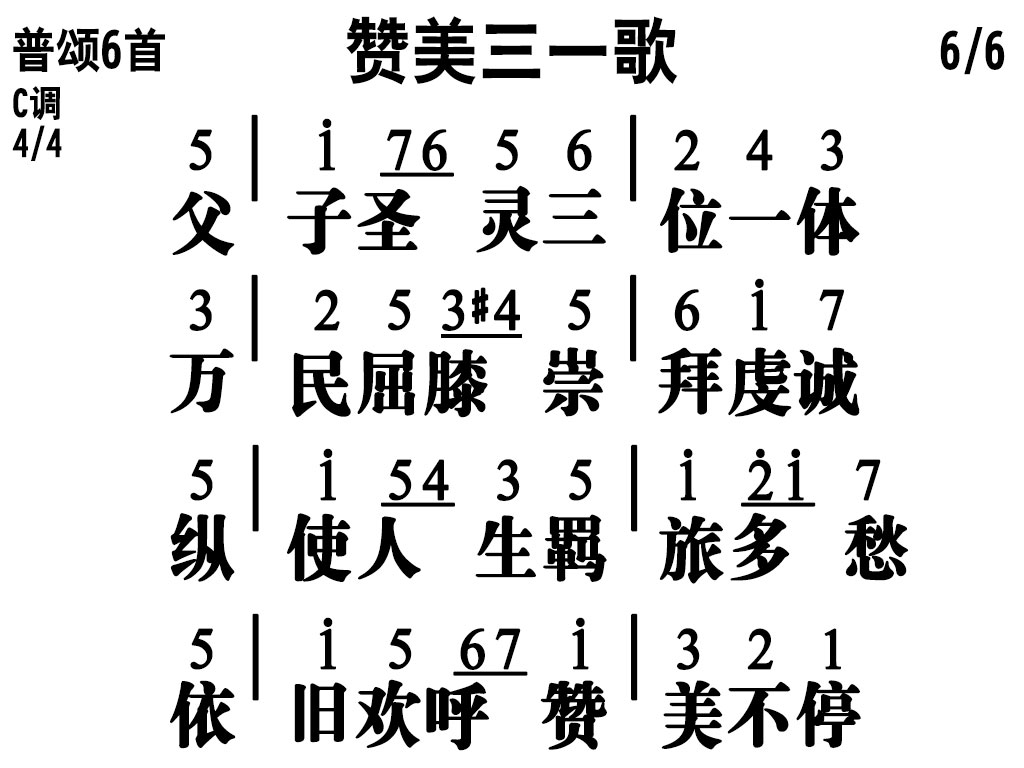 普颂6首 赞美三一歌 6/6
C调
4/4
5 | i 76 5 6 | 2 4 3
父 子圣 灵三 位一体
3 | 2 5 3#4 5 | 6 i 7
万 民屈膝 崇 拜虔诚
5 | i 54 3 5 | i 2̇i 7
纵 使人 生羁 旅多 愁
5 | i 5 67 i | 3 2 1
依 旧欢呼 赞 美不停